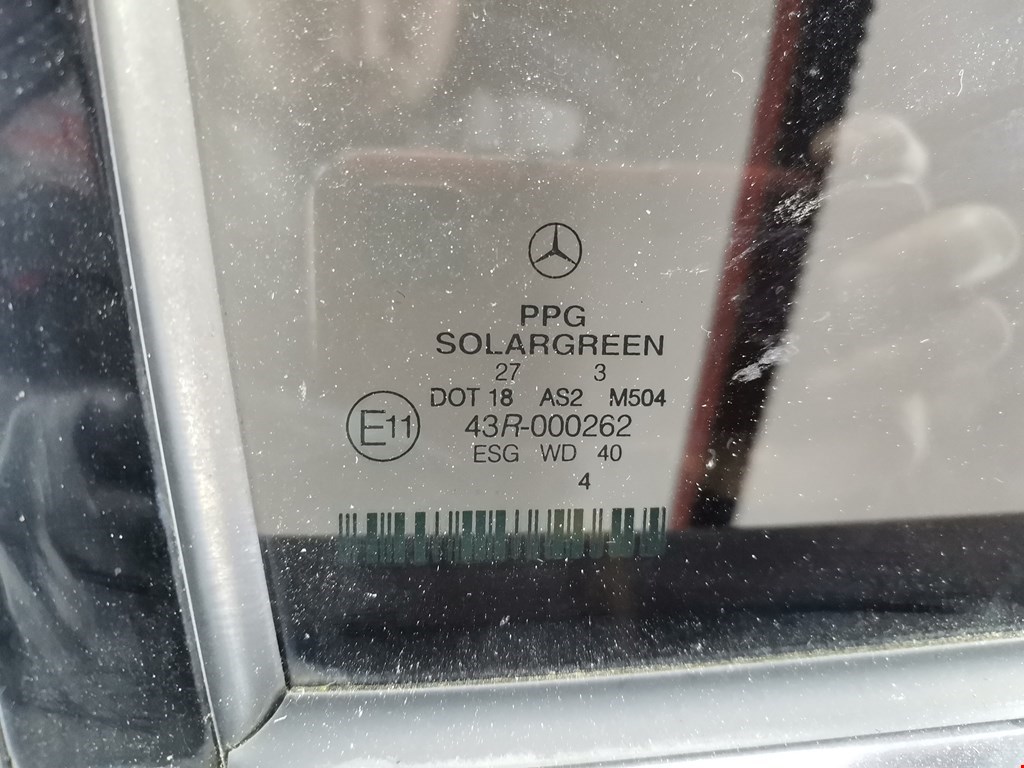 PPG
SOLARGREEN
27 3
DOT 18 AS2 M504
E11 43R-000262
ESG WD 40
4